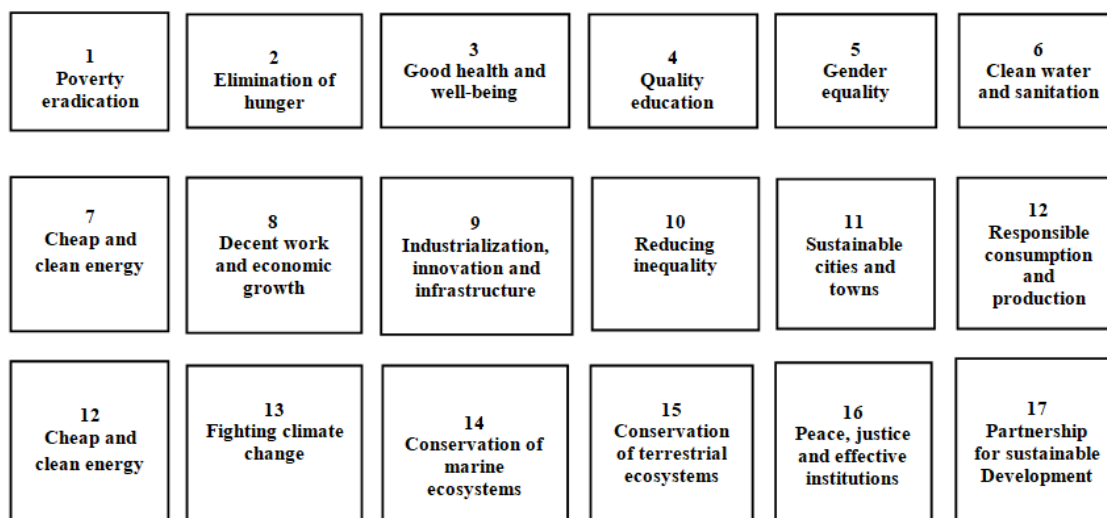 1
Poverty
eradication
2
Elimination of
hunger
3
Good health and
well-being
4
Quality
education
5
Gender
equality
6
Clean water
and sanitation
7
Cheap and
clean energy
8
Decent work
and economic
growth
9
Industrialization,
innovation and
infrastructure
10
Reducing
inequality
11
Sustainable
cities and
towns
12
Responsible
consumption
and
production
12
Cheap and
clean energy
13
Fighting climate
change
14
Conservation of
marine
ecosystems
15
Conservation
of terrestrial
ecosystems
16
Peace, justice
and effective
institutions
17
Partnership
for sustainable
Development